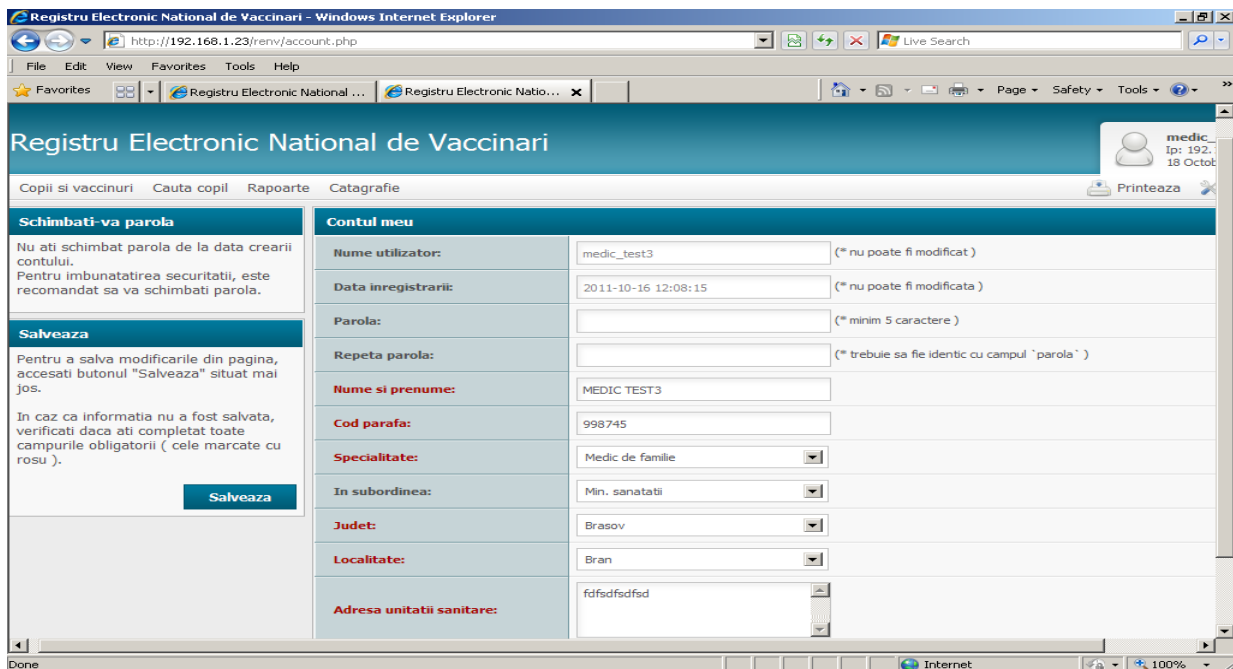 Registru Electronic National de Vaccinari - Windows Internet Explorer
http://192.168.1.23/renv/account.php
Live Search
File Edit View Favorites Tools Help
Favorites Registru Electronic National ... Registru Electronic Natio... Page Safety Tools
Registru Electronic National de Vaccinari
medic_
Ip: 192.
18 Octob
Copii si vaccinuri Cauta copil Rapoarte Catagrafie Printeaza
Schimbati-va parola
Nu ati schimbat parola de la data crearii
contului.
Pentru imbunatatirea securitatii, este
recomandat sa va schimbati parola.
Salveaza
Pentru a salva modificarile din pagina,
accesati butonul "Salveaza" situat mai
jos.
In caz ca informatia nu a fost salvata,
verificati daca ati completat toate
campurile obligatorii ( cele marcate cu
rosu ).
Salveaza
Contul meu
Nume utilizator: medic_test3 (* nu poate fi modificat )
Data inregistrarii: 2011-10-16 12:08:15 (* nu poate fi modificata )
Parola: (* minim 5 caractere )
Repeta parola: (* trebuie sa fie identic cu campul `parola` )
Nume si prenume: MEDIC TEST3
Cod parafa: 998745
Specialitate: Medic de familie
In subordinea: Min. sanatatii
Judet: Brasov
Localitate: Bran
Adresa unitatii sanitare: fdfsdfsdfsd
Done Internet 100%